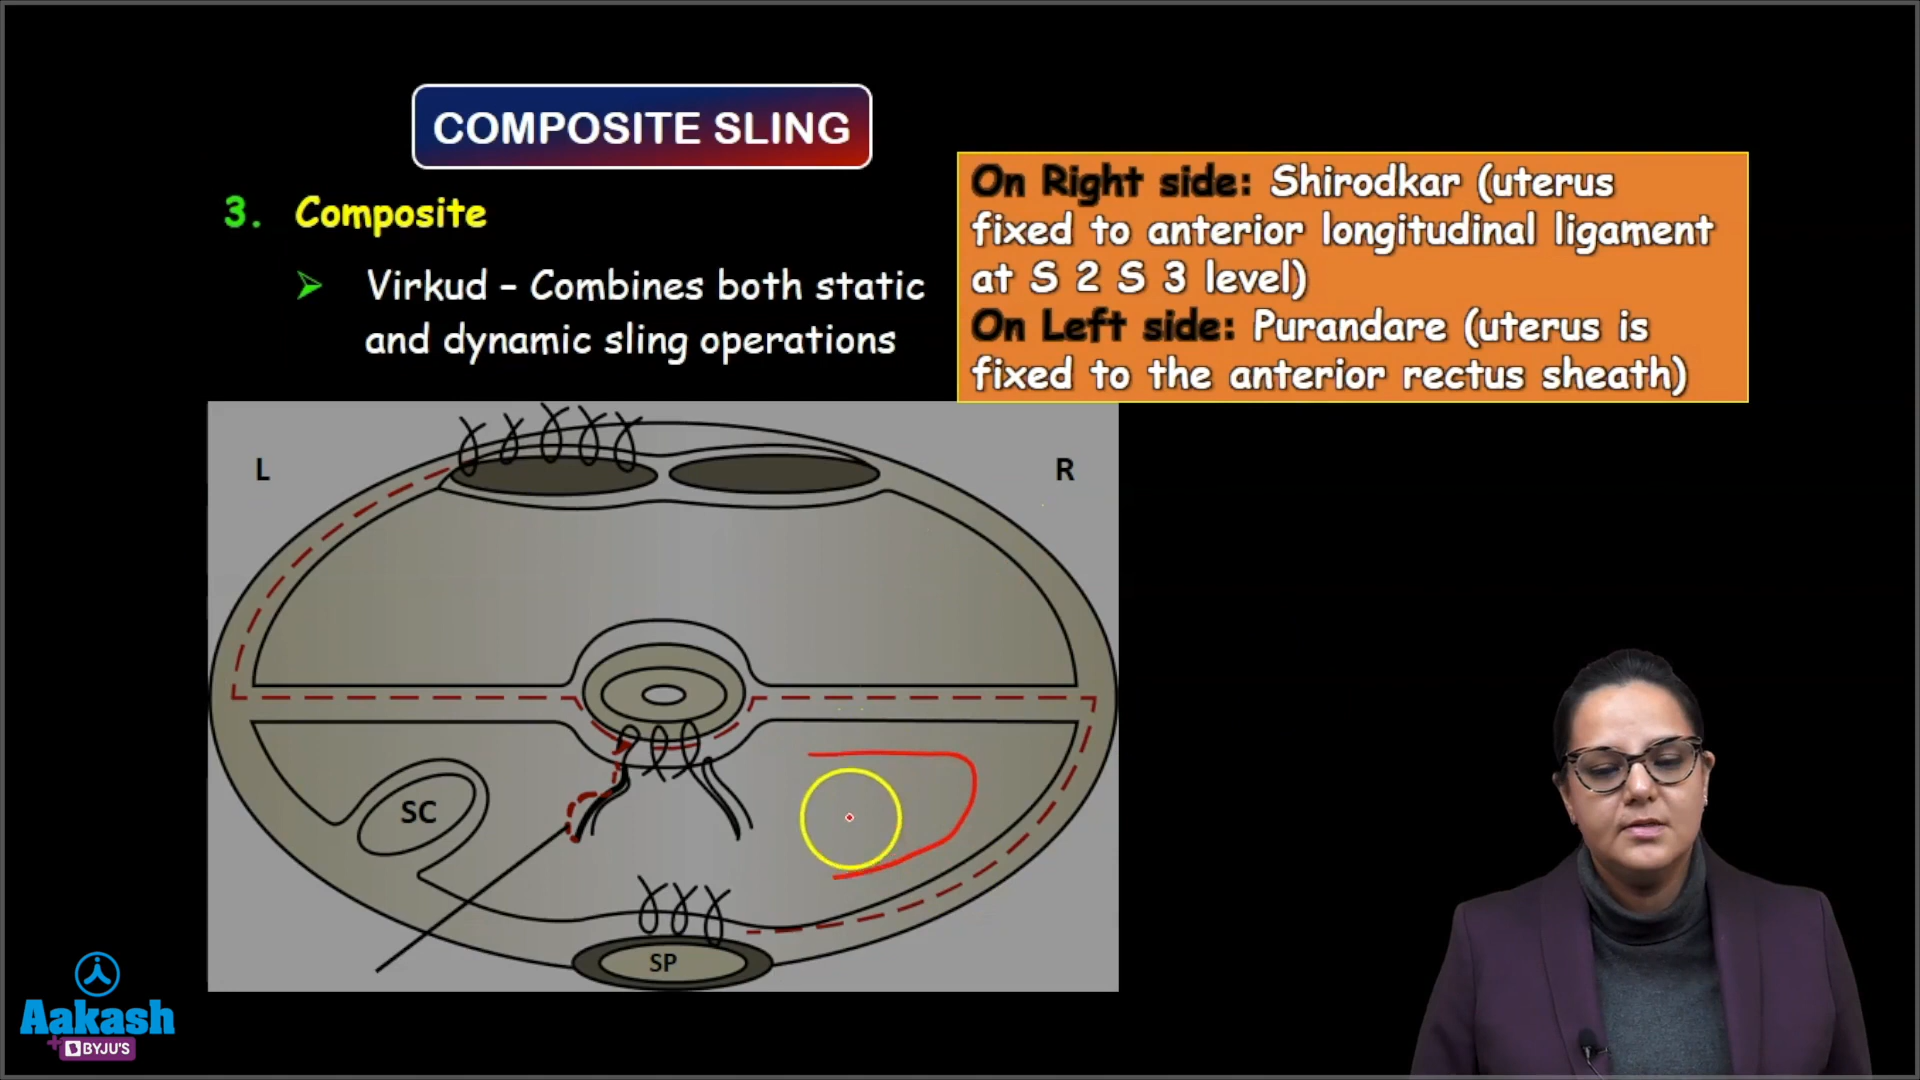 COMPOSITE SLING
3. Composite
Virkud – Combines both static
and dynamic sling operations
On Right side: Shirodkar (uterus
fixed to anterior longitudinal ligament
at S 2 S 3 level)
On Left side: Purandare (uterus is
fixed to the anterior rectus sheath)
L
R
SC
SP
Aakash
BYJU'S